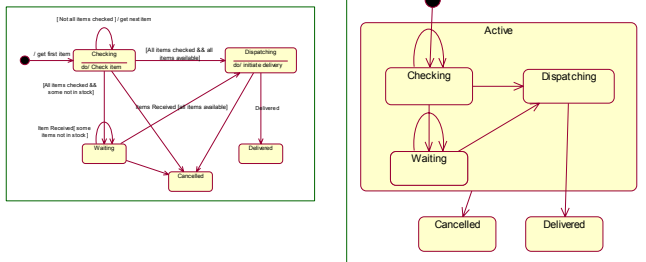 [ Not all items checked ] / get next item
/ get first item
Checking
do/ Check item
[All items checked && all
items available]
Dispatching
do/ initiate delivery
[All items checked &&
some not in stock]
Items Received [all items available]
Delivered
Item Received[ some
items not in stock ]
Waiting
Delivered
Cancelled
Active
Checking
Dispatching
Waiting
Cancelled
Delivered